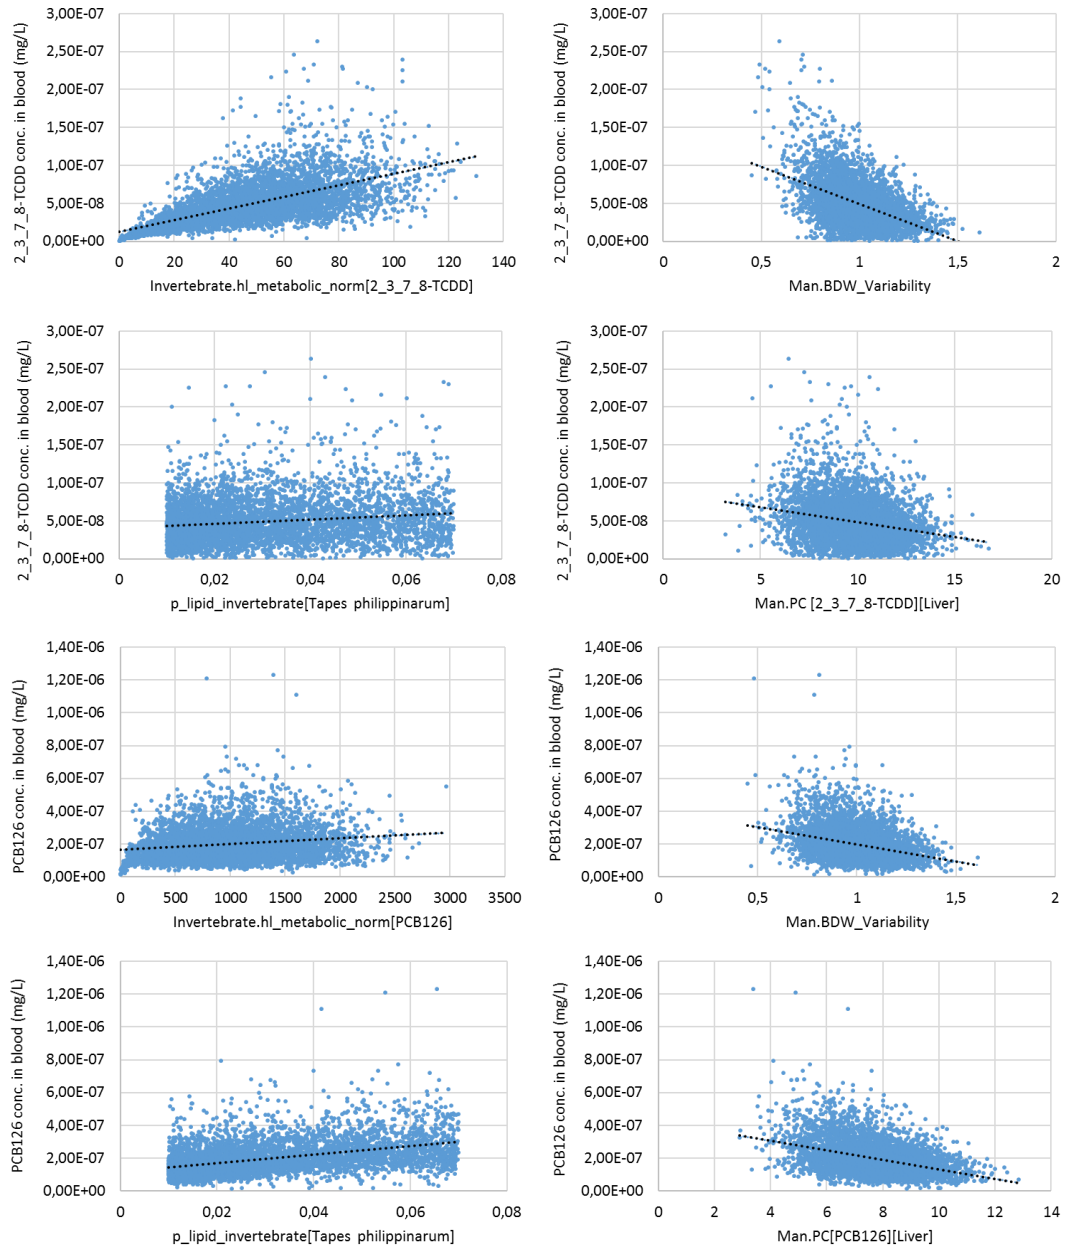 3,00E-07
2,50E-07
2,00E-07
1,50E-07
1,00E-07
5,00E-08
0,00E+00
2_3_7_8-TCDD conc. in blood (mg/L)
0 20 40 60 80 100 120 140
Invertebrate.hl_metabolic_norm[2_3_7_8-TCDD]
3,00E-07
2,50E-07
2,00E-07
1,50E-07
1,00E-07
5,00E-08
0,00E+00
2_3_7_8-TCDD conc. in blood (mg/L)
0 0,5 1 1,5 2
Man.BDW_Variability
3,00E-07
2,50E-07
2,00E-07
1,50E-07
1,00E-07
5,00E-08
0,00E+00
2_3_7_8-TCDD conc. in blood (mg/L)
0 0,02 0,04 0,06 0,08
p_lipid_invertebrate[Tapes philippinarum]
3,00E-07
2,50E-07
2,00E-07
1,50E-07
1,00E-07
5,00E-08
0,00E+00
2_3_7_8-TCDD conc. in blood (mg/L)
0 5 10 15 20
Man.PC [2_3_7_8-TCDD][Liver]
1,40E-06
1,20E-06
1,00E-06
8,00E-07
6,00E-07
4,00E-07
2,00E-07
0,00E+00
PCB126 conc. in blood (mg/L)
0 500 1000 1500 2000 2500 3000 3500
Invertebrate.hl_metabolic_norm[PCB126]
1,40E-06
1,20E-06
1,00E-06
8,00E-07
6,00E-07
4,00E-07
2,00E-07
0,00E+00
PCB126 conc. in blood (mg/L)
0 0,5 1 1,5 2
Man.BDW_Variability
1,40E-06
1,20E-06
1,00E-06
8,00E-07
6,00E-07
4,00E-07
2,00E-07
0,00E+00
PCB126 conc. in blood (mg/L)
0 0,02 0,04 0,06 0,08
p_lipid_invertebrate[Tapes philippinarum]
1,40E-06
1,20E-06
1,00E-06
8,00E-07
6,00E-07
4,00E-07
2,00E-07
0,00E+00
PCB126 conc. in blood (mg/L)
0 2 4 6 8 10 12 14
Man.PC[PCB126][Liver]